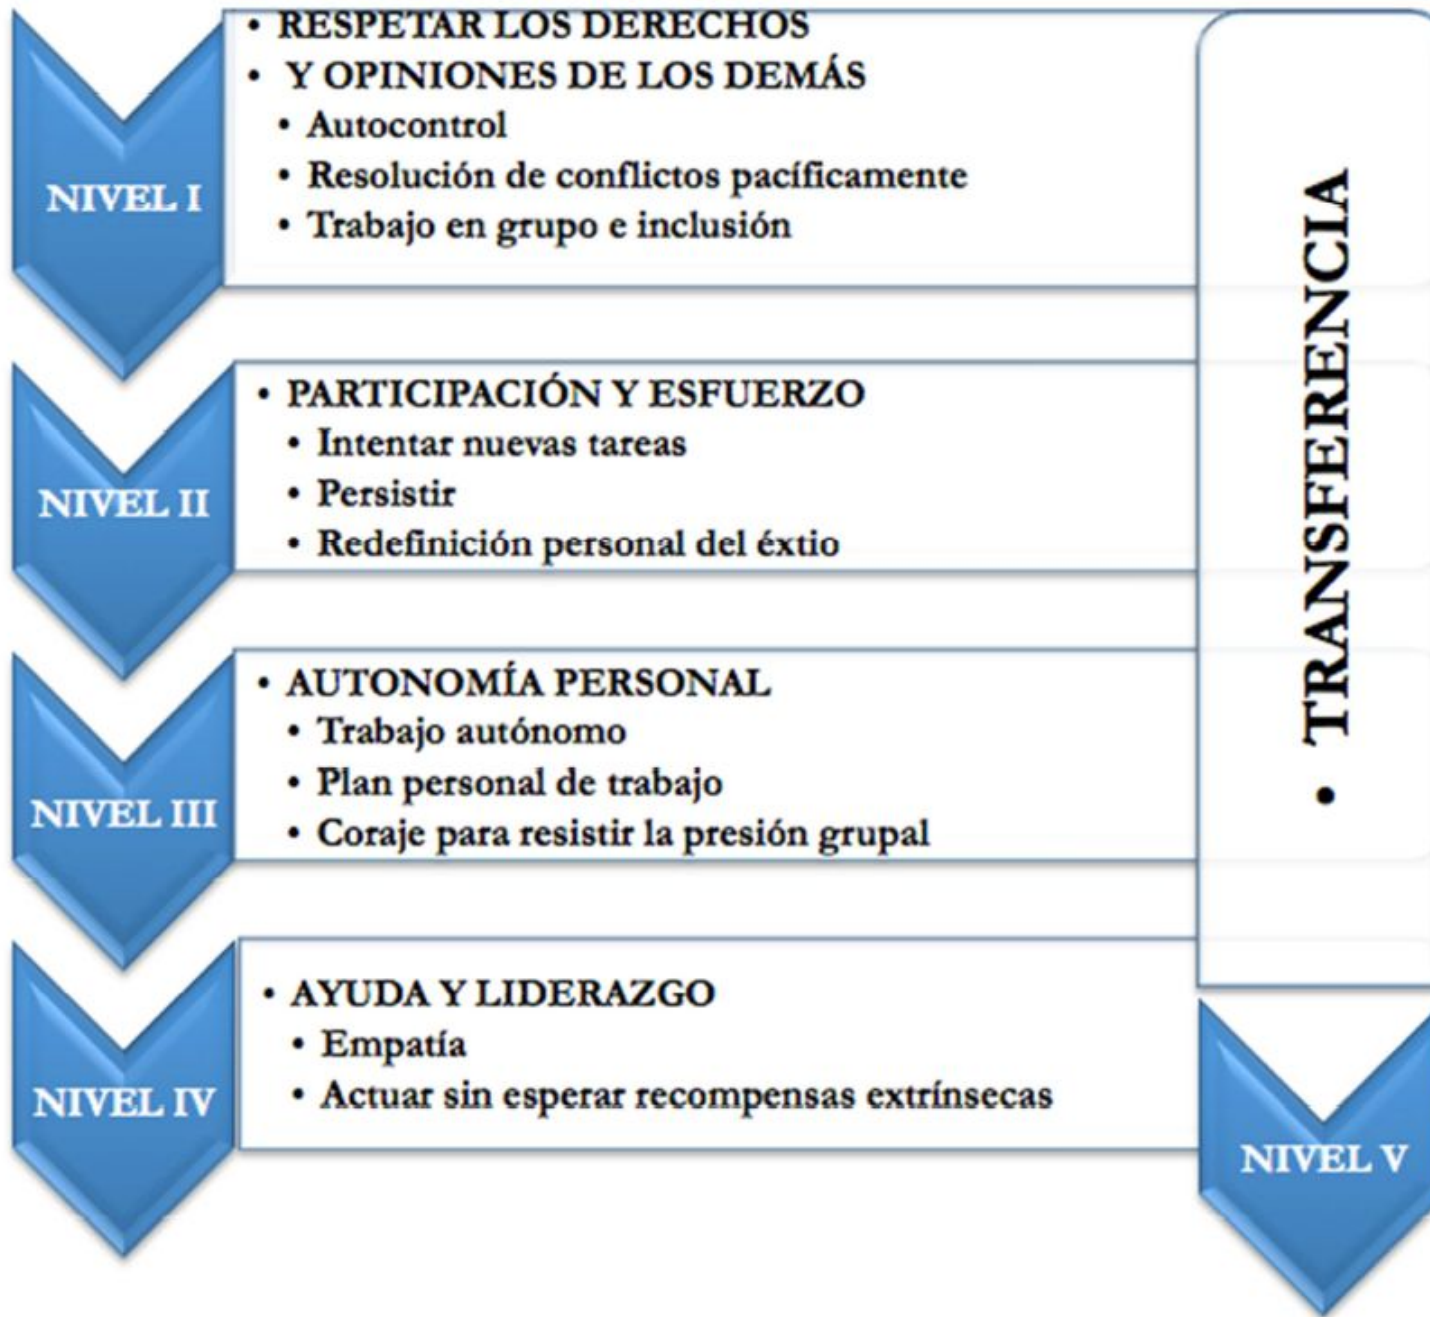 • RESPETAR LOS DERECHOS
• Y OPINIONES DE LOS DEMÁS
• Autocontrol
• Resolución de conflictos pacíficamente
• Trabajo en grupo e inclusión
NIVEL I
• PARTICIPACIÓN Y ESFUERZO
• Intentar nuevas tareas
• Persistir
• Redefinición personal del éxtio
NIVEL II
• AUTONOMÍA PERSONAL
• Trabajo autónomo
• Plan personal de trabajo
• Coraje para resistir la presión grupal
NIVEL III
• AYUDA Y LIDERAZGO
• Empatía
• Actuar sin esperar recompensas extrínsecas
NIVEL IV
• TRANSFERENCIA
NIVEL V